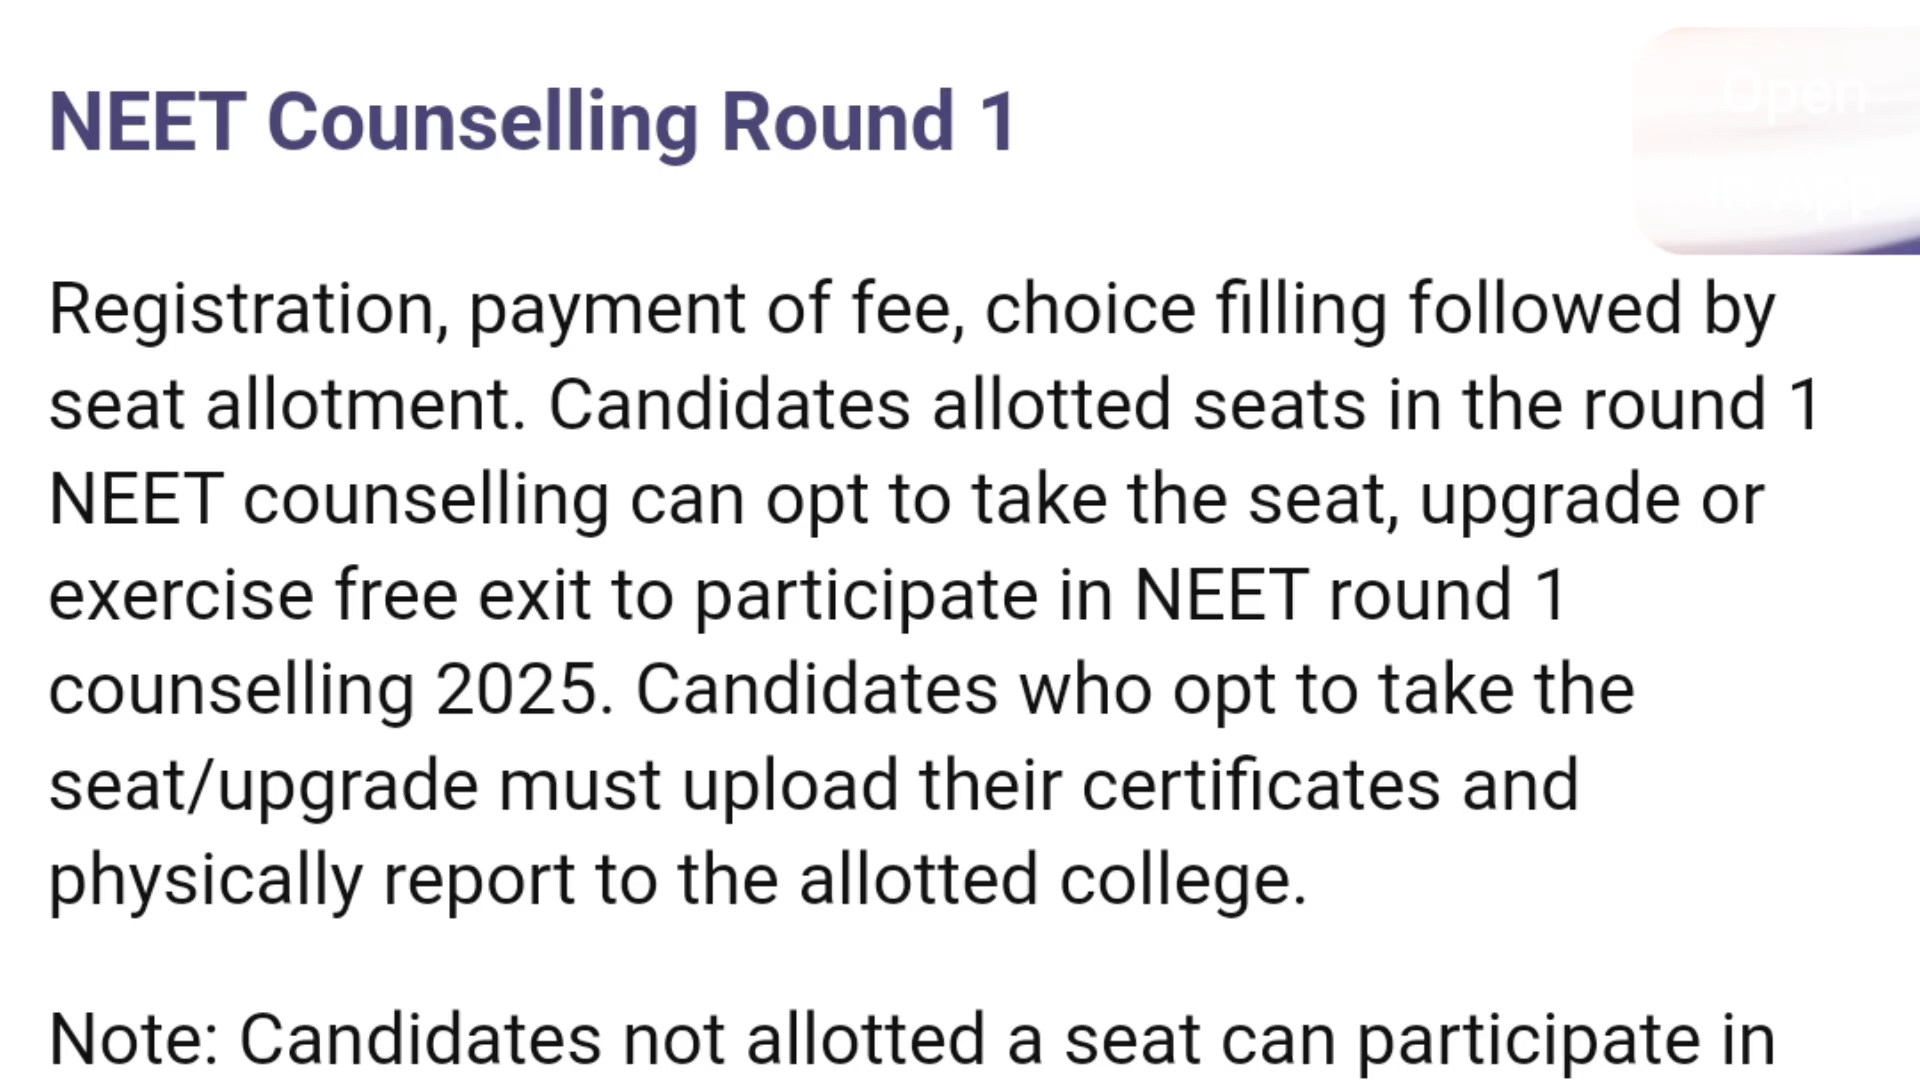 NEET Counselling Round 1
Open
in App
Registration, payment of fee, choice filling followed by
seat allotment. Candidates allotted seats in the round 1
NEET counselling can opt to take the seat, upgrade or
exercise free exit to participate in NEET round 1
counselling 2025. Candidates who opt to take the
seat/upgrade must upload their certificates and
physically report to the allotted college.
Note: Candidates not allotted a seat can participate in